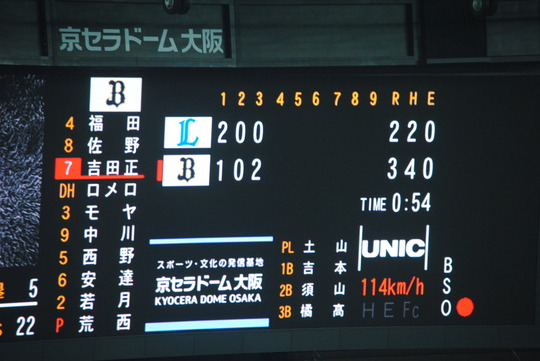 京セラドーム大阪
B
1 2 3 4 5 6 7 8 9 R H E
L 2 0 0 2 2 0
B 1 0 2 3 4 0
TIME 0:54
4 福田
8 佐野
7 吉田正
DH ロメロ
3 モヤ
9 中川
5 西野
6 安達
2 若月
P 荒西
5
22
スポーツ・文化の発信基地
京セラドーム大阪
KYOCERA DOME OSAKA
PL 土山
1B 吉本
2B 須山
3B 橘高
UNIC
114km/h
H E Fc
B
S
O